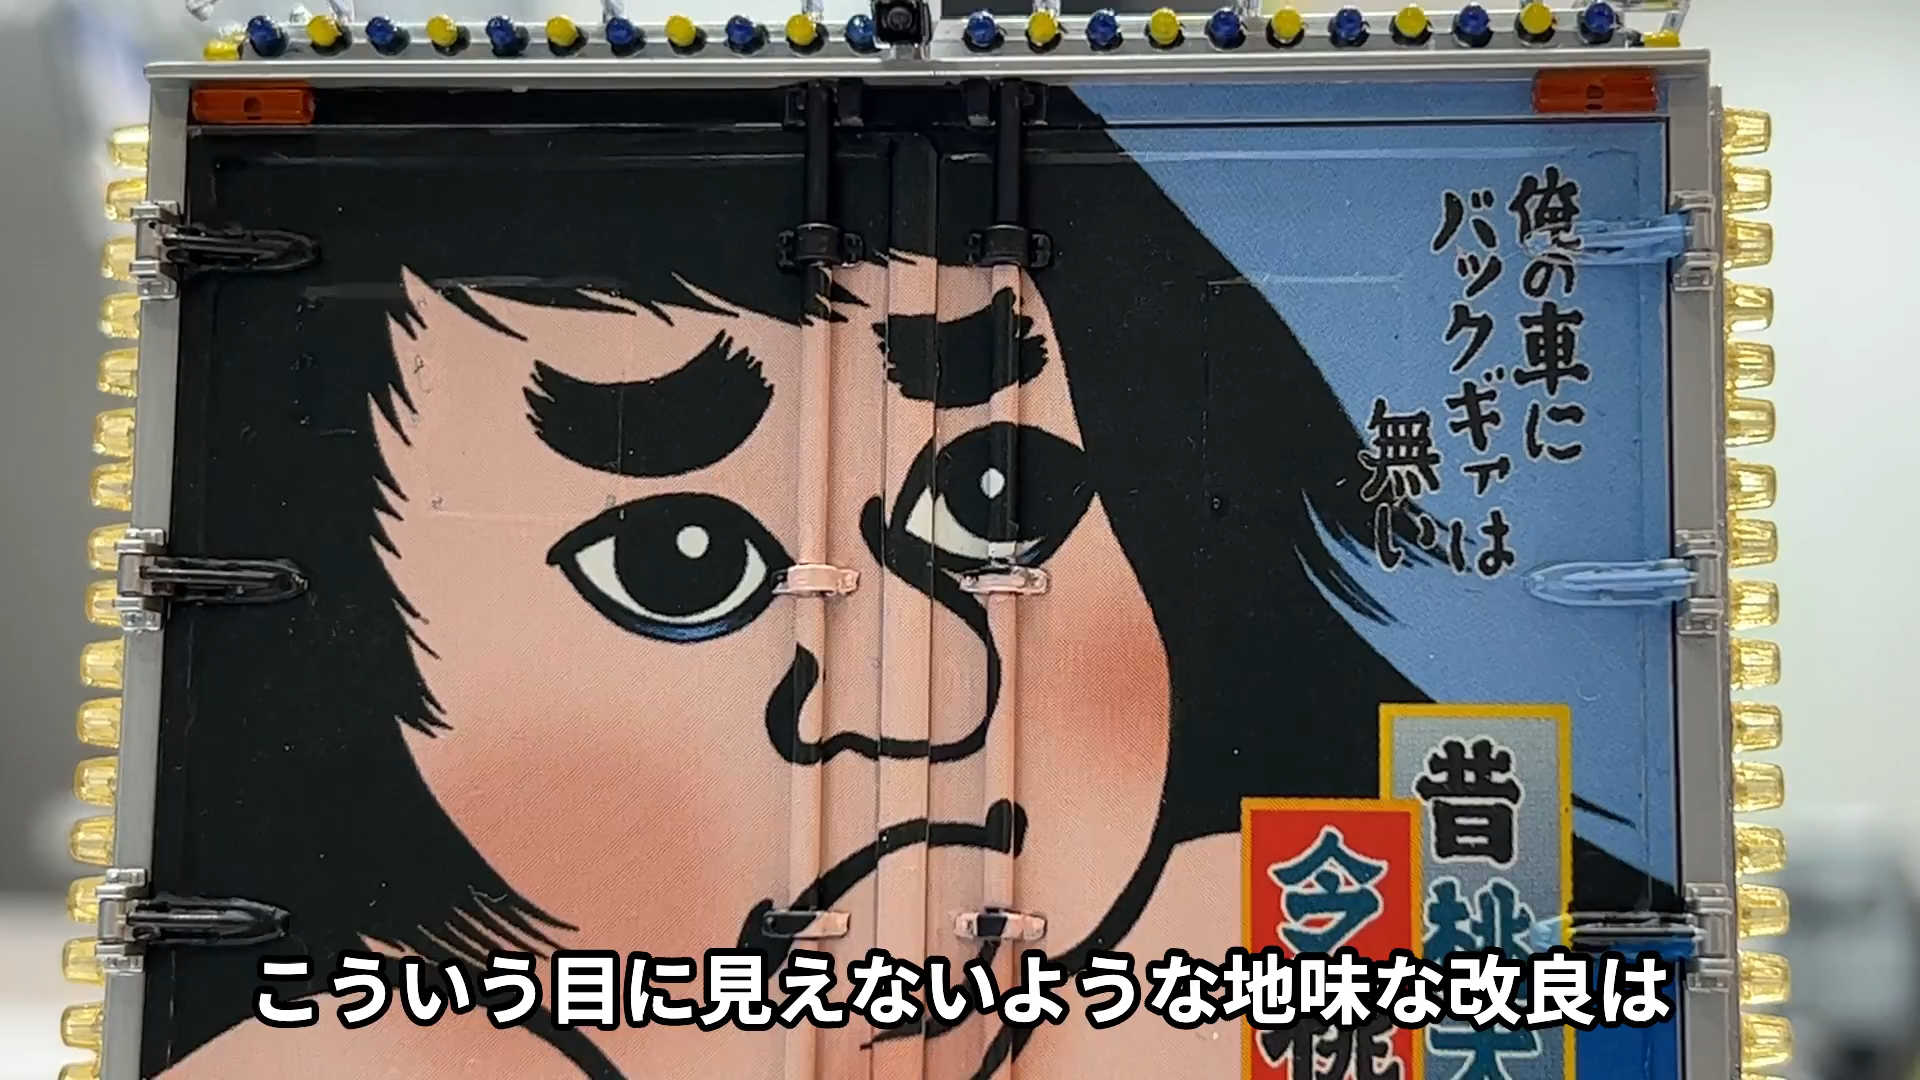 俺の車に
バックギァは
無い
昔
桃
今
こういう目に見えないような地味な改良は